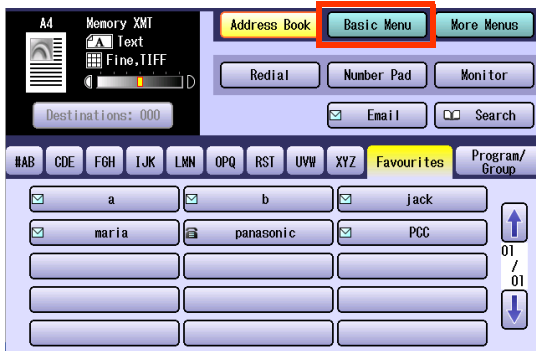 A4 Memory XMT
A Text
Fine,TIFF
D
Destinations: 000
Address Book Basic Menu More Menus
Redial Number Pad Monitor
Email Search
#AB CDE FGH IJK LMN OPQ RST UVW XYZ Favourites Program/
Group
a b jack
maria panasonic PCC
01
/
01